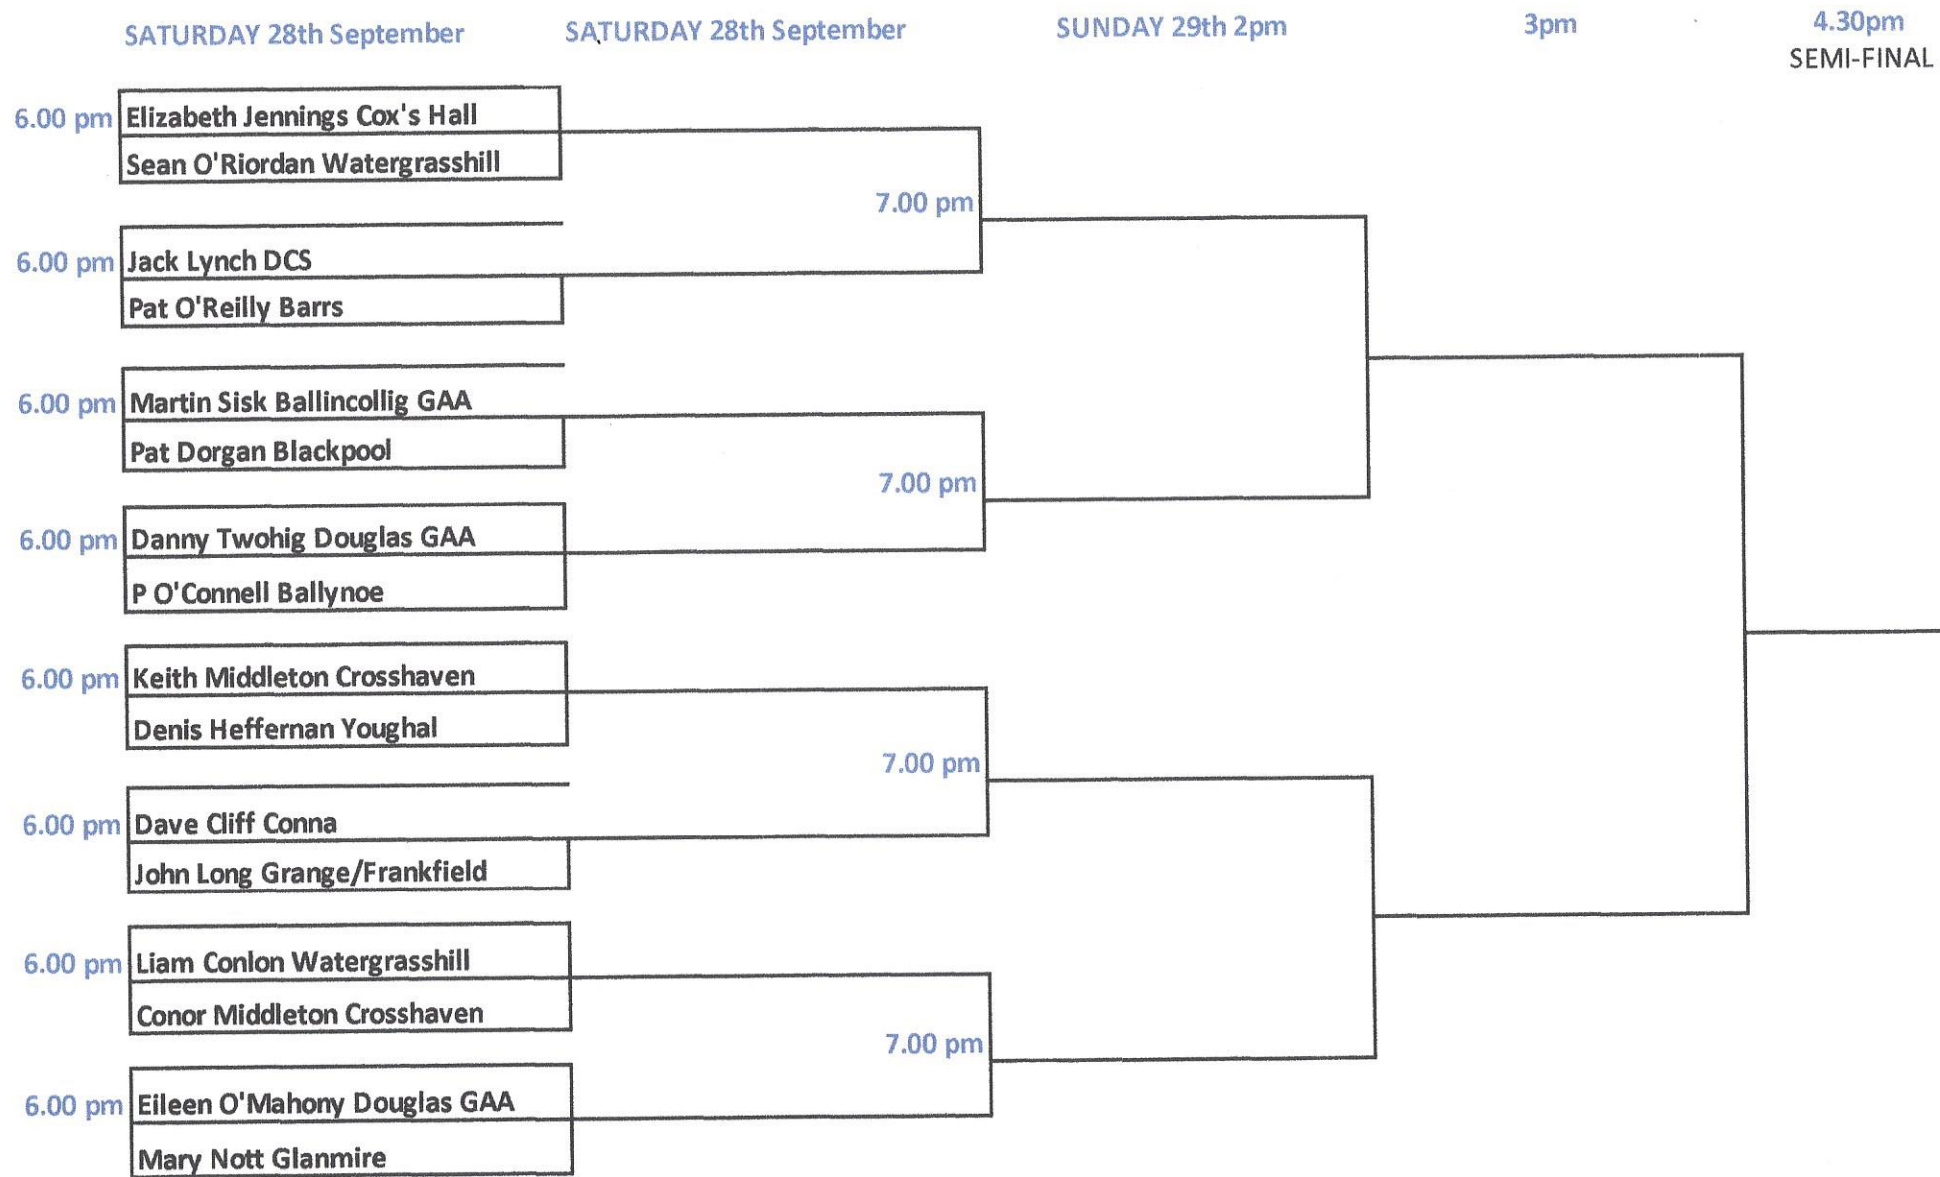 SATURDAY 28th September SATURDAY 28th September SUNDAY 29th 2pm 3pm 4.30pm
SEMI-FINAL
6.00 pm Elizabeth Jennings Cox's Hall
Sean O'Riordan Watergrasshill
7.00 pm
6.00 pm Jack Lynch DCS
Pat O'Reilly Barrs
6.00 pm Martin Sisk Ballincollig GAA
Pat Dorgan Blackpool
7.00 pm
6.00 pm Danny Twohig Douglas GAA
P O'Connell Ballynoe
6.00 pm Keith Middleton Crosshaven
Denis Heffernan Youghal
7.00 pm
6.00 pm Dave Cliff Conna
John Long Grange/Frankfield
6.00 pm Liam Conlon Watergrasshill
Conor Middleton Crosshaven
7.00 pm
6.00 pm Eileen O'Mahony Douglas GAA
Mary Nott Glanmire